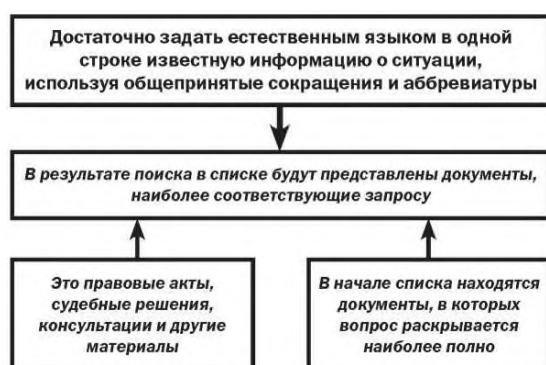 Достаточно задать естественным языком в одной
строке известную информацию о ситуации,
используя общепринятые сокращения и аббревиатуры
В результате поиска в списке будут представлены документы,
наиболее соответствующие запросу
Это правовые акты,
судебные решения,
консультации и другие
материалы
В начале списка находятся
документы, в которых
вопрос раскрывается
наиболее полно